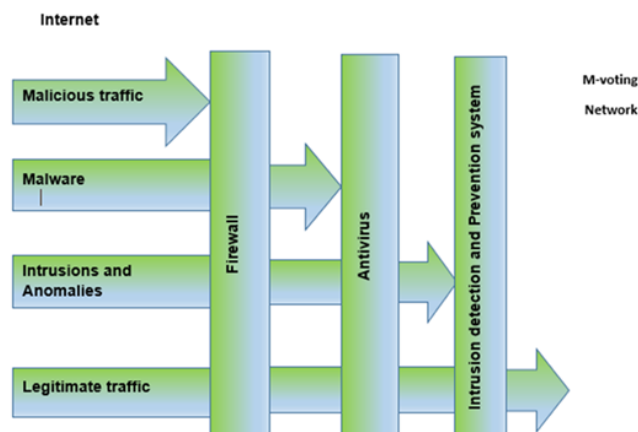 Internet
Malicious traffic
Malware
Intrusions and
Anomalies
Legitimate traffic
Firewall
Antivirus
Intrusion detection and Prevention system
M-voting
Network